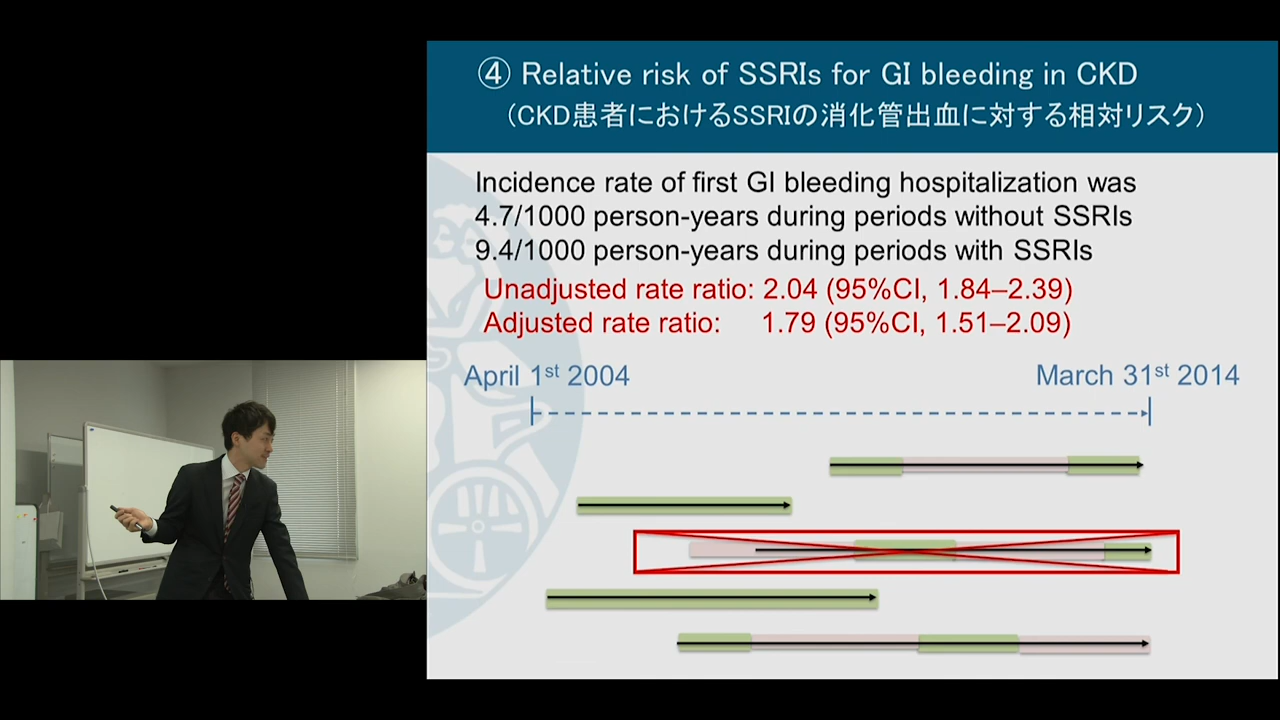 ④ Relative risk of SSRIs for GI bleeding in CKD
（CKD患者におけるSSRIの消化管出血に対する相対リスク）
Incidence rate of first GI bleeding hospitalization was
4.7/1000 person-years during periods without SSRIs
9.4/1000 person-years during periods with SSRIs
Unadjusted rate ratio: 2.04 (95%CI, 1.84–2.39)
Adjusted rate ratio: 1.79 (95%CI, 1.51–2.09)
April 1st 2004
March 31st 2014